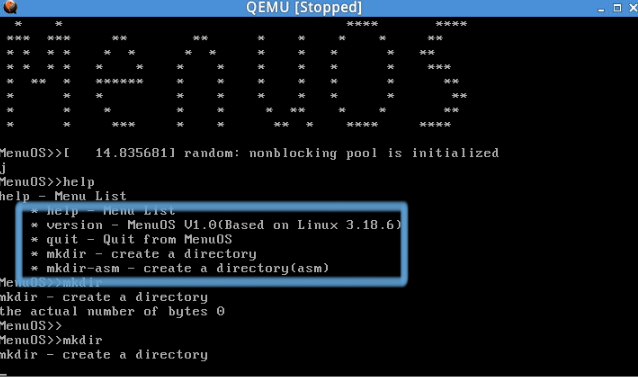 QEMU [Stopped]
MenuOS
MenuOS>>[   14.835681] random: nonblocking pool is initialized
j
MenuOS>>help
help - Menu List
* help - Menu List
* version - MenuOS V1.0(Based on Linux 3.18.6)
* quit - Quit from MenuOS
* mkdir - create a directory
* mkdir-asm - create a directory(asm)
MenuOS>>mkdir
mkdir - create a directory
the actual number of bytes 0
MenuOS>>
MenuOS>>mkdir
mkdir - create a directory